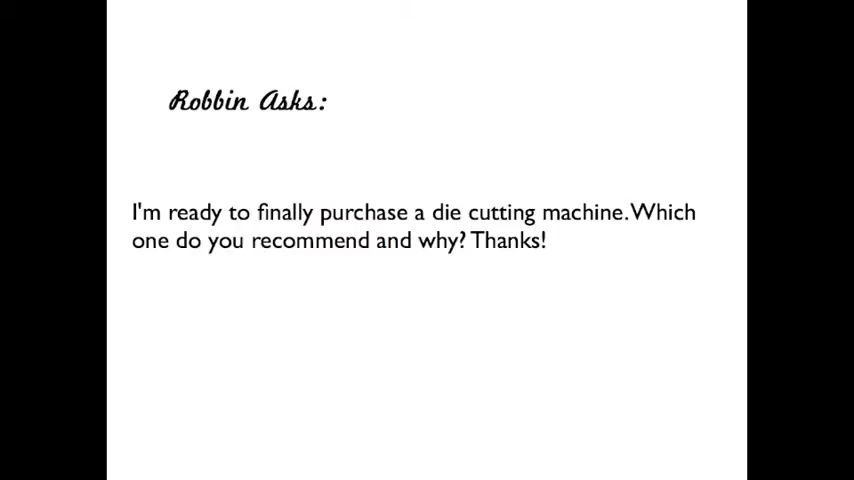 Robbin Asks:
I'm ready to finally purchase a die cutting machine. Which
one do you recommend and why? Thanks!